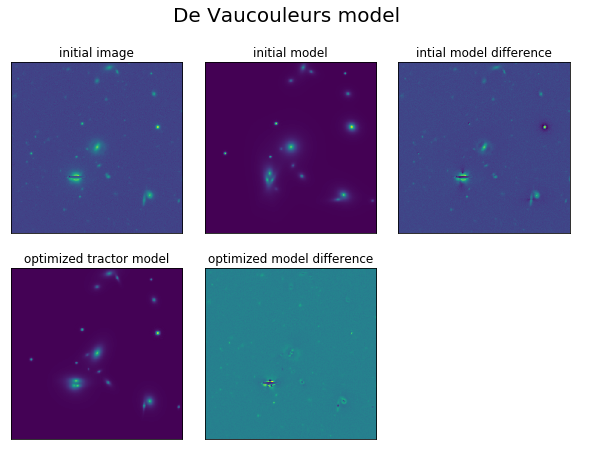 De Vaucouleurs model
initial image
initial model
intial model difference
optimized tractor model
optimized model difference